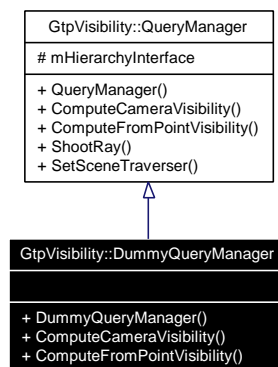 GtpVisibility::QueryManager
# mHierarchyInterface
+ QueryManager()
+ ComputeCameraVisibility()
+ ComputeFromPointVisibility()
+ ShootRay()
+ SetSceneTraverser()
GtpVisibility::DummyQueryManager
+ DummyQueryManager()
+ ComputeCameraVisibility()
+ ComputeFromPointVisibility()